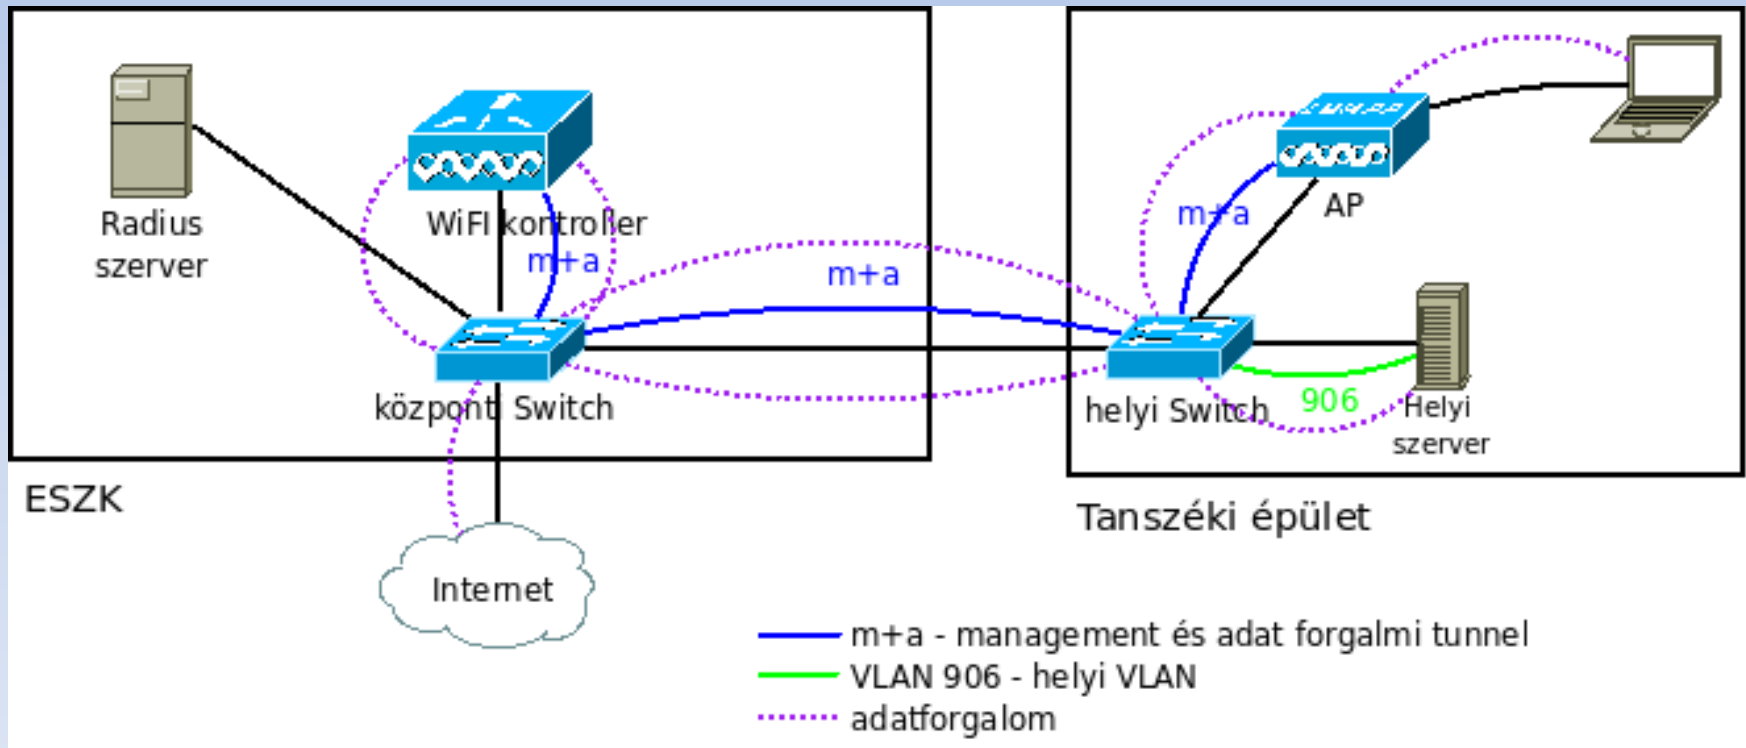 Radius
szerver
WiFI kontroller
m+a
m+a
m+a
AP
központi Switch
helyi Switch
906
Helyi
szerver
ESZK
Tanszéki épület
Internet
m+a - management és adat forgalmi tunnel
VLAN 906 - helyi VLAN
adatforgalom